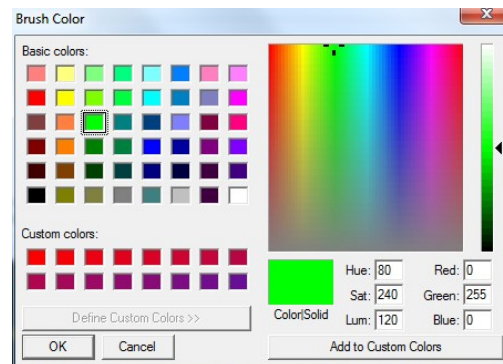 Brush Color
Basic colors:
Custom colors:
Define Custom Colors >>
OK Cancel
Color|Solid
Hue: 80 Red: 0
Sat: 240 Green: 255
Lum: 120 Blue: 0
Add to Custom Colors